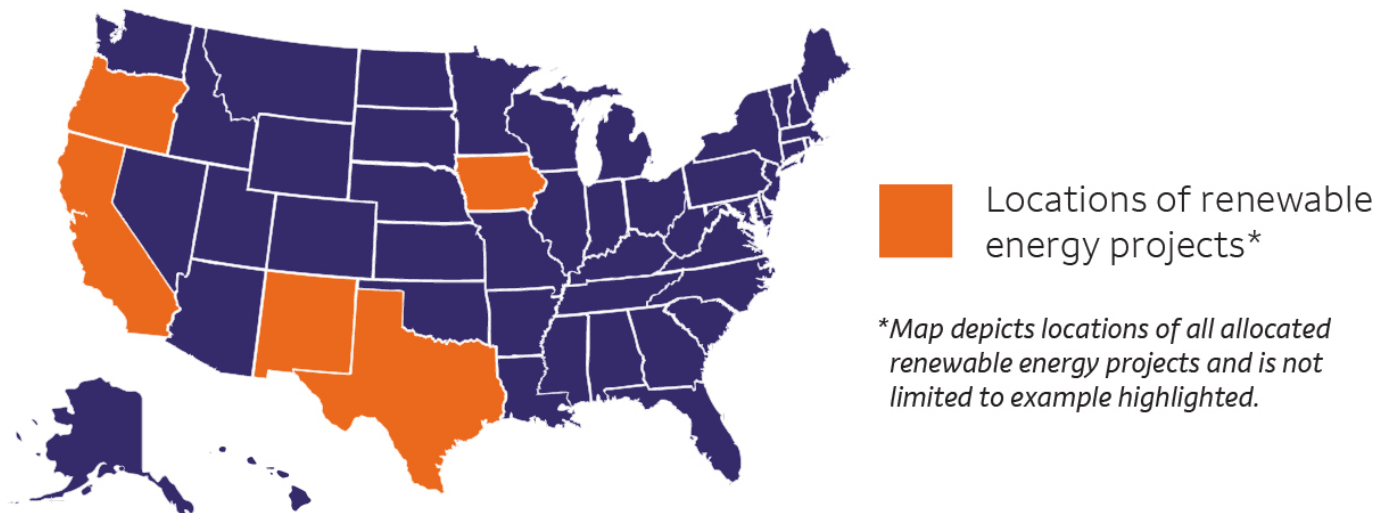 Locations of renewable
energy projects*
*Map depicts locations of all allocated
renewable energy projects and is not
limited to example highlighted.